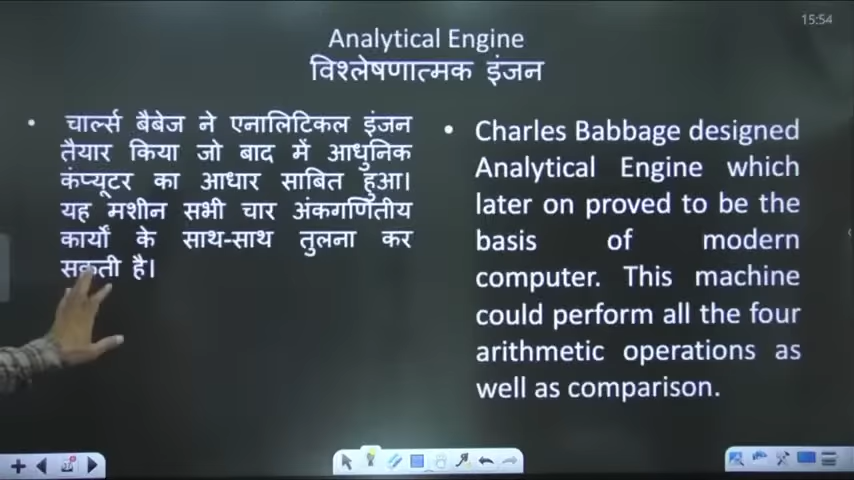 15:54
Analytical Engine
विश्लेषणात्मक इंजन
• चार्ल्स बैबेज ने एनालिटिकल इंजन
तैयार किया जो बाद में आधुनिक
कंप्यूटर का आधार साबित हुआ।
यह मशीन सभी चार अंकगणितीय
कार्यों के साथ-साथ तुलना कर
सकती है।
• Charles Babbage designed
Analytical Engine which
later on proved to be the
basis of modern
computer. This machine
could perform all the four
arithmetic operations as
well as comparison.